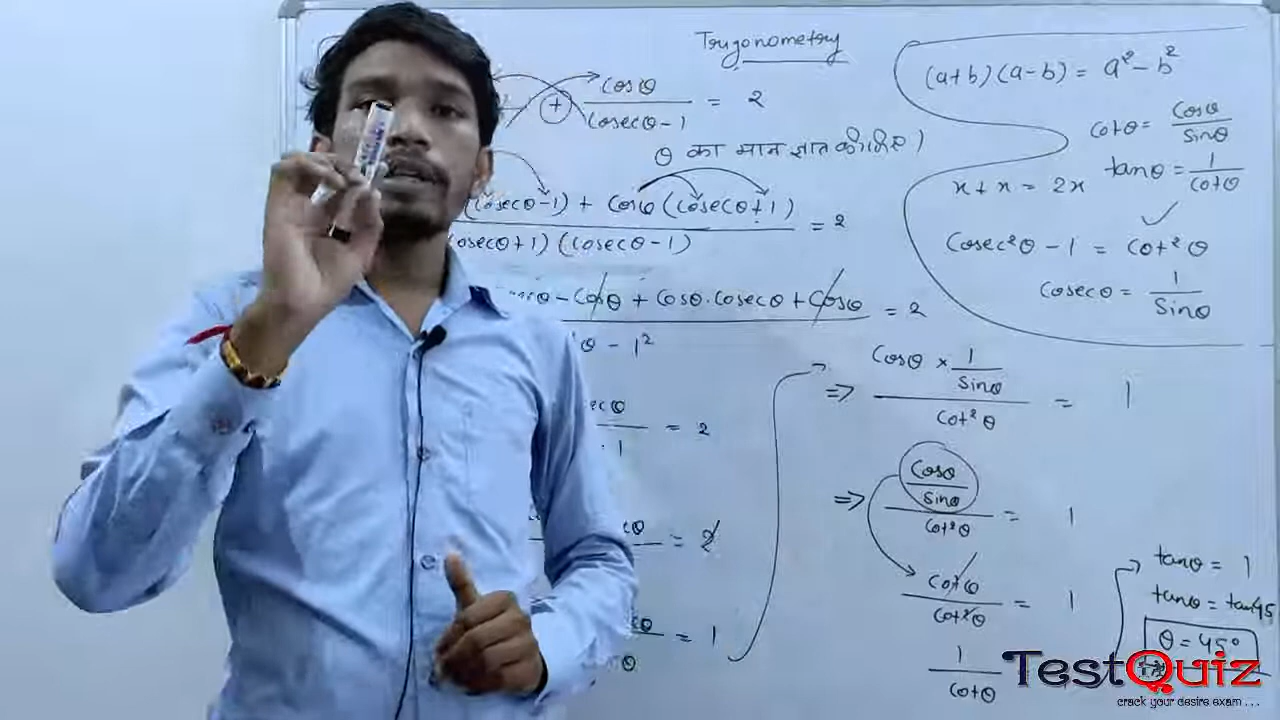 Trigonometry
cosθ / (cosecθ-1) = 2
θ का मान ज्ञात कीजिए।
(cosecθ-1) + cosθ (cosecθ+1) = 2
cosecθ+1) (cosecθ-1)
- cosθ + cosθ.cosecθ + cosθ = 2
θ - 1²
= 2
= 2
= 1
(a+b)(a-b) = a² - b²
cotθ = cosθ / sinθ
x + x = 2x
tanθ = 1 / cotθ
cosec²θ - 1 = cot²θ
cosecθ = 1 / sinθ
⇒ cosθ × 1/sinθ / cot²θ = 1
⇒ cosθ/sinθ / cot²θ = 1
cotθ / cot²θ = 1
1 / cotθ
tanθ = 1
tanθ = tan45
θ = 45°
TestQuiz
crack your desire exam ...